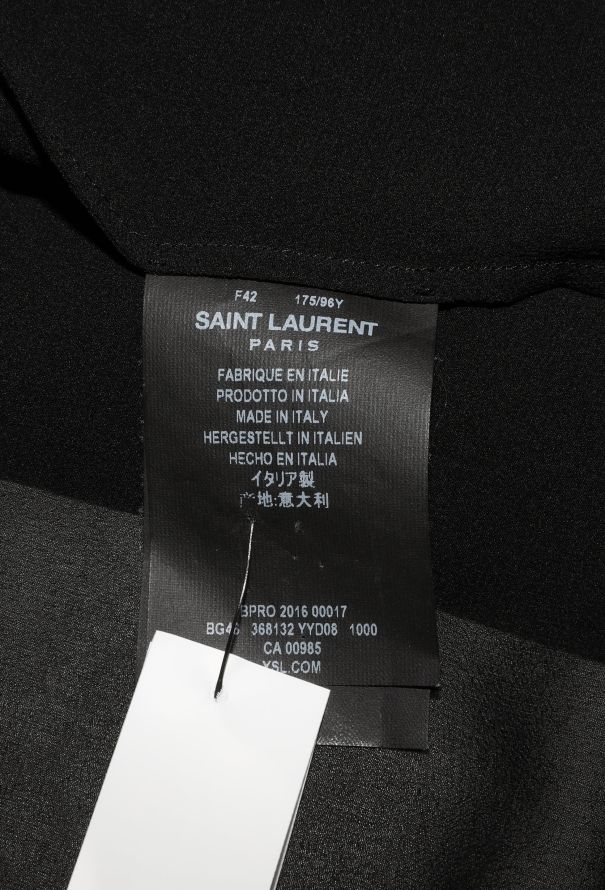 F42 175/96Y
SAINT LAURENT
PARIS
FABRIQUE EN ITALIE
PRODOTTO IN ITALIA
MADE IN ITALY
HERGESTELLT IN ITALIEN
HECHO EN ITALIA
イタリア製
产地:意大利
BPRO 2016 00017
368132 YYD08 1000
CA 00985
YSL.COM